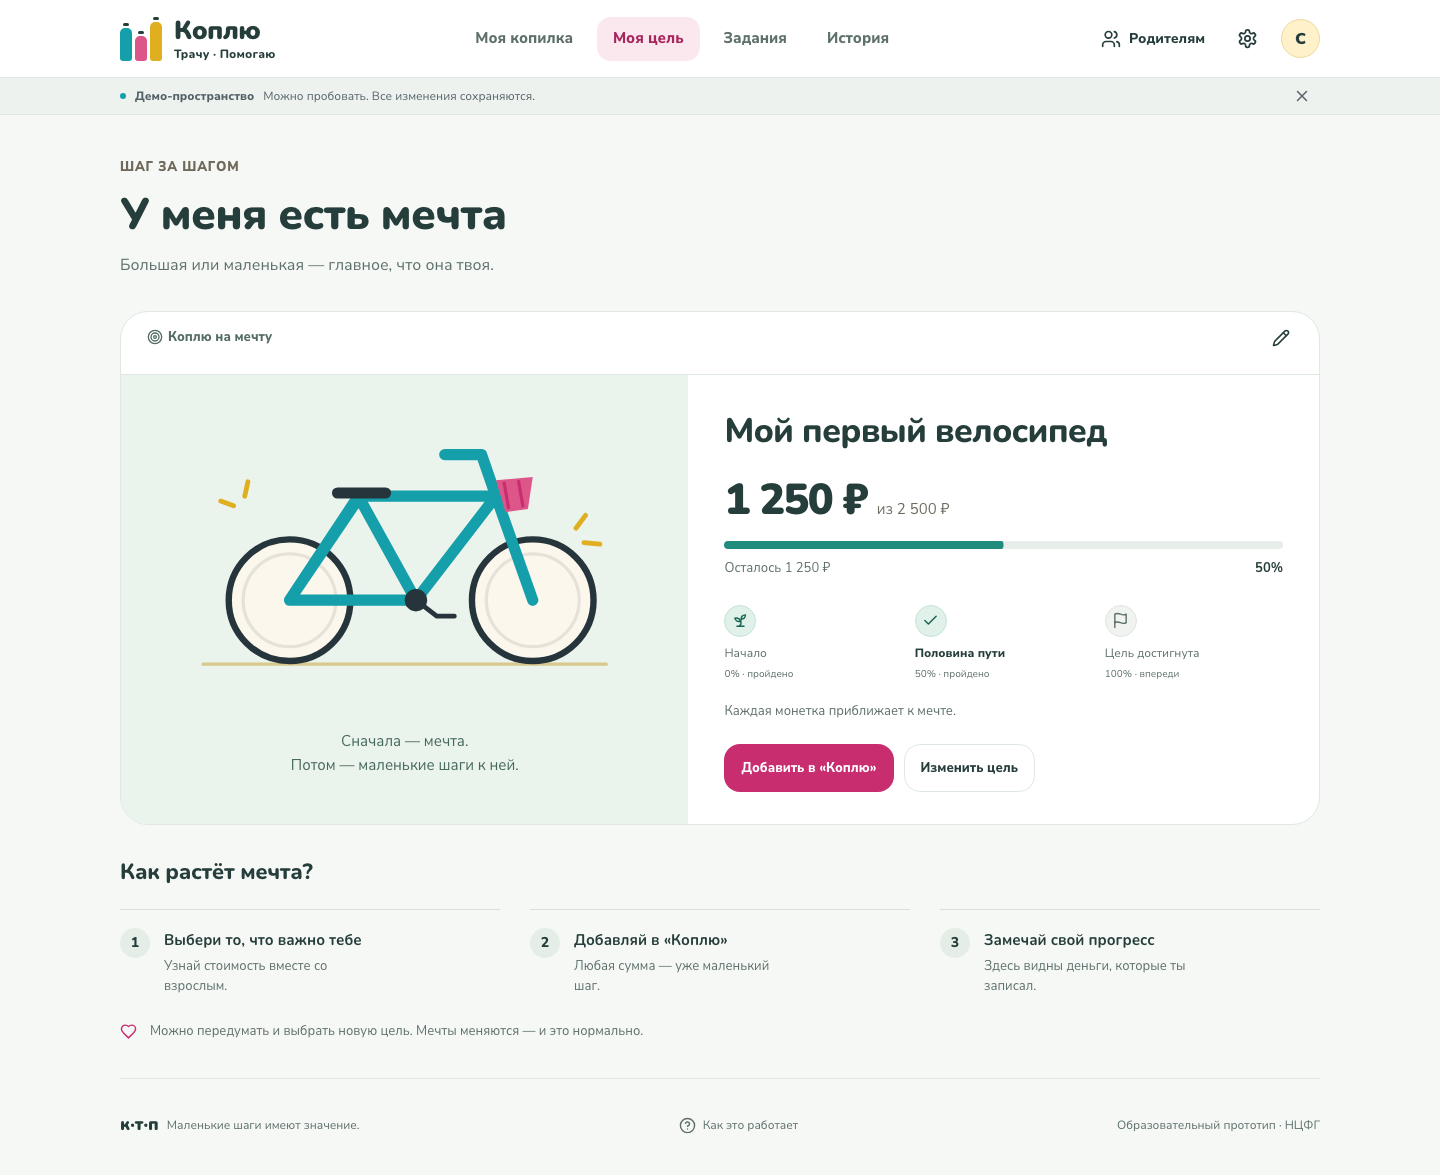 Коплю
Трачу · Помогаю
Моя копилка
Моя цель
Задания
История
Родителям
С
Демо-пространство Можно пробовать. Все изменения сохраняются.
ШАГ ЗА ШАГОМ
У меня есть мечта
Большая или маленькая — главное, что она твоя.
Коплю на мечту
Сначала — мечта.
Потом — маленькие шаги к ней.
Мой первый велосипед
1 250 ₽ из 2 500 ₽
Осталось 1 250 ₽ 50%
Начало
0% · пройдено
Половина пути
50% · пройдено
Цель достигнута
100% · впереди
Каждая монетка приближает к мечте.
Добавить в «Коплю»
Изменить цель
Как растёт мечта?
1 Выбери то, что важно тебе
Узнай стоимость вместе со
взрослым.
2 Добавляй в «Коплю»
Любая сумма — уже маленький
шаг.
3 Замечай свой прогресс
Здесь видны деньги, которые ты
записал.
Можно передумать и выбрать новую цель. Мечты меняются — и это нормально.
К·Т·П Маленькие шаги имеют значение.
Как это работает
Образовательный прототип · НЦФГ